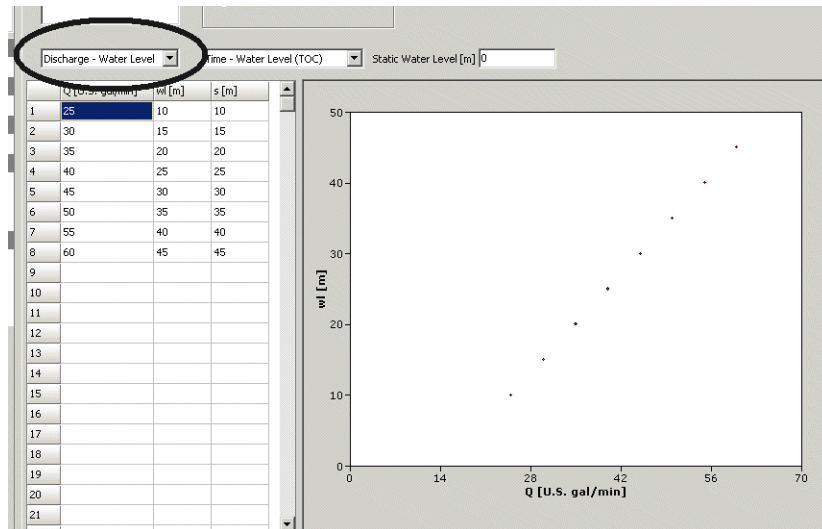 Discharge - Water Level
Time - Water Level (TOC)
Static Water Level [m] 0
Q [U.S. gal/min] wl [m] s [m]
1 25 10 10
2 30 15 15
3 35 20 20
4 40 25 25
5 45 30 30
6 50 35 35
7 55 40 40
8 60 45 45
9
10
11
12
13
14
15
16
17
18
19
20
21
50
40
30
20
10
0
wl [m]
0 14 28 42 56 70
Q [U.S. gal/min]